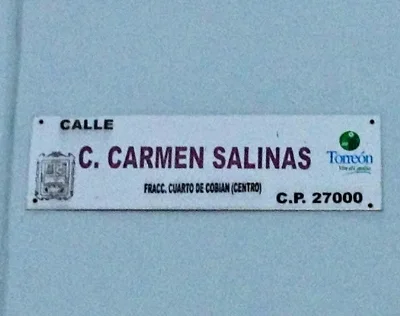 CALLE
C. CARMEN SALINAS
Torreón
FRACC. CUARTO DE COBIAN (CENTRO)
C.P. 27000